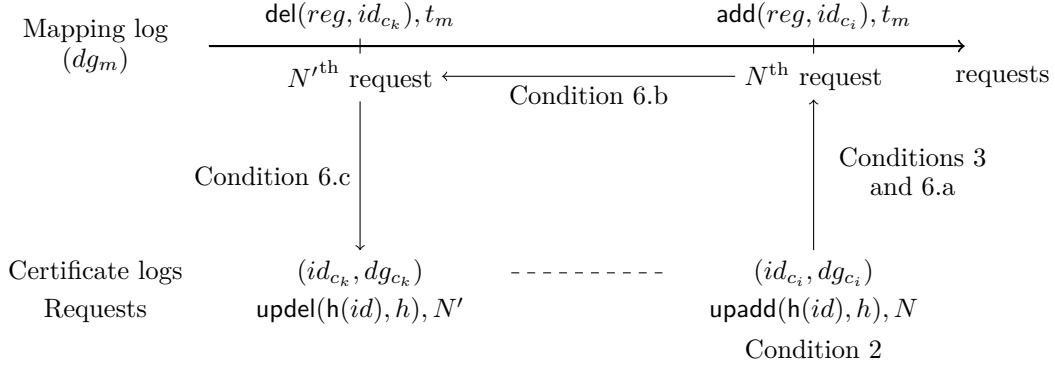 del(reg, id_{c_k}), t_m add(reg, id_{c_i}), t_m
Mapping log
(dg_m)
N'^{th} request N^{th} request requests
Condition 6.b
Condition 6.c
Conditions 3
and 6.a
Certificate logs (id_{c_k}, dg_{c_k}) (id_{c_i}, dg_{c_i})
Requests updel(h(id), h), N' upadd(h(id), h), N
Condition 2